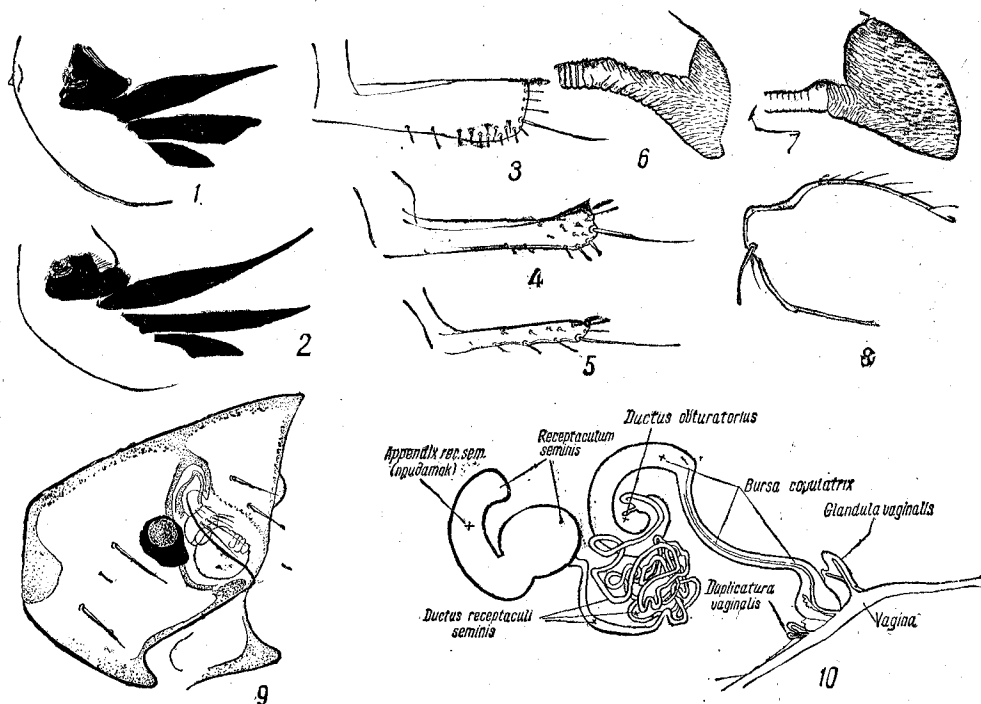 1
2
3
4
5
6
7
8
9
Appendix rec.sem.
(придаток)
Receptaculum
seminis
Ductus obturatorius
Bursa copulatrix
Glandula vaginalis
Ductus receptaculi
seminis
Duplicatura
vaginalis
Vagina
10